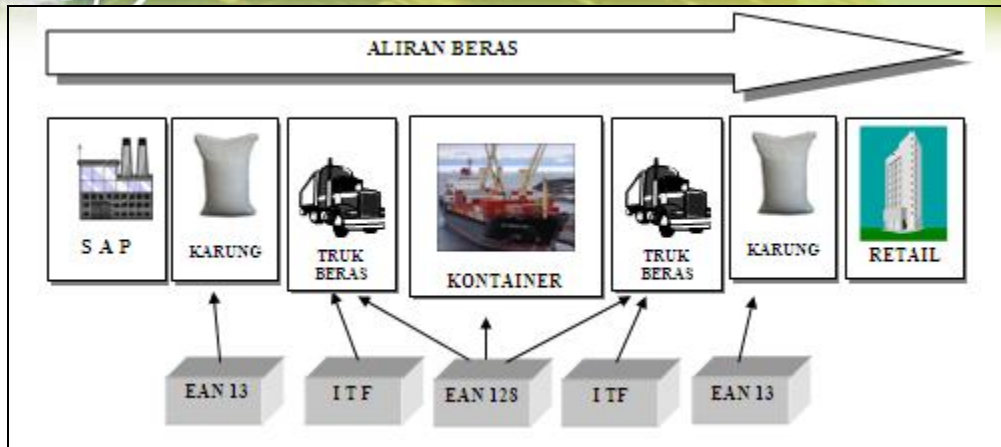 ALIRAN BERAS
S A P
KARUNG
TRUK
BERAS
KONTAINER
TRUK
BERAS
KARUNG
RETAIL
EAN 13
I T F
EAN 128
I TF
EAN 13